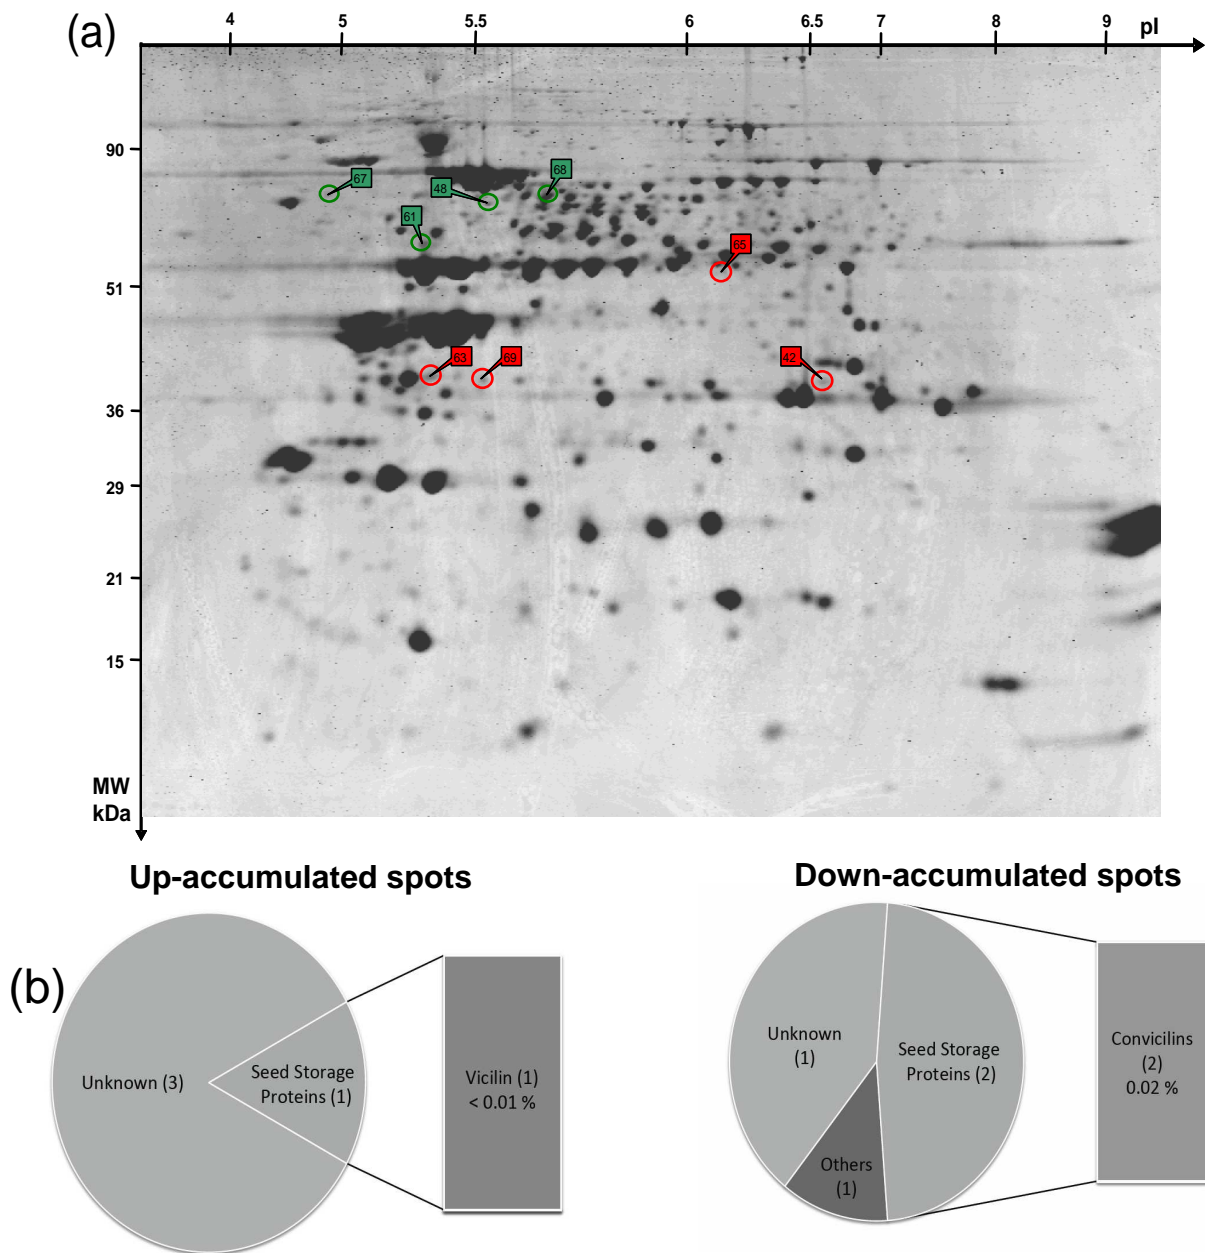 (a)
4 5 5.5 6 6.5 7 8 9 pI
90
67
48
68
61
65
51
63
69
42
36
29
21
15
MW
kDa
Up-accumulated spots
Down-accumulated spots
(b)
Unknown (3)
Seed Storage
Proteins (1)
Vicilin (1)
< 0.01 %
Unknown
(1)
Seed Storage
Proteins (2)
Others
(1)
Convicilins
(2)
0.02 %